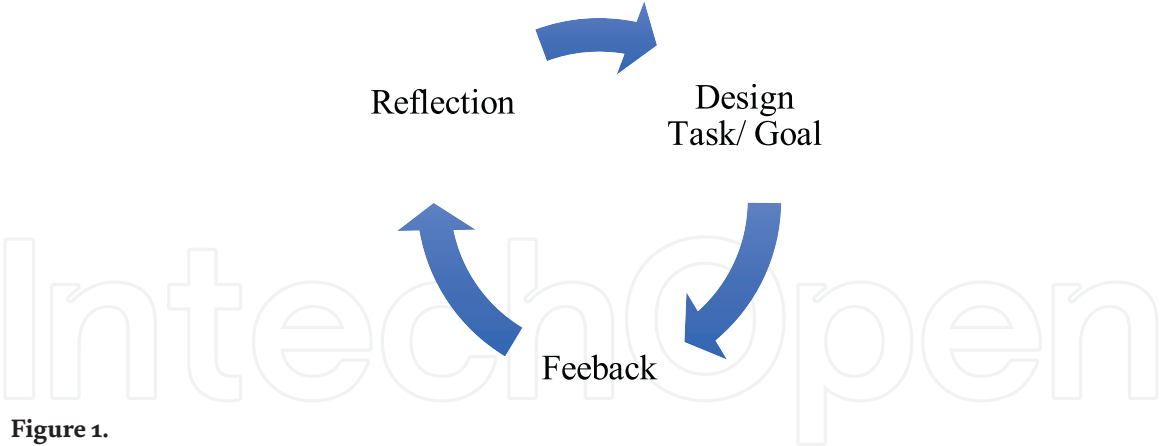 Reflection
Design
Task/ Goal
Feeback
IntechOpen
Figure 1.